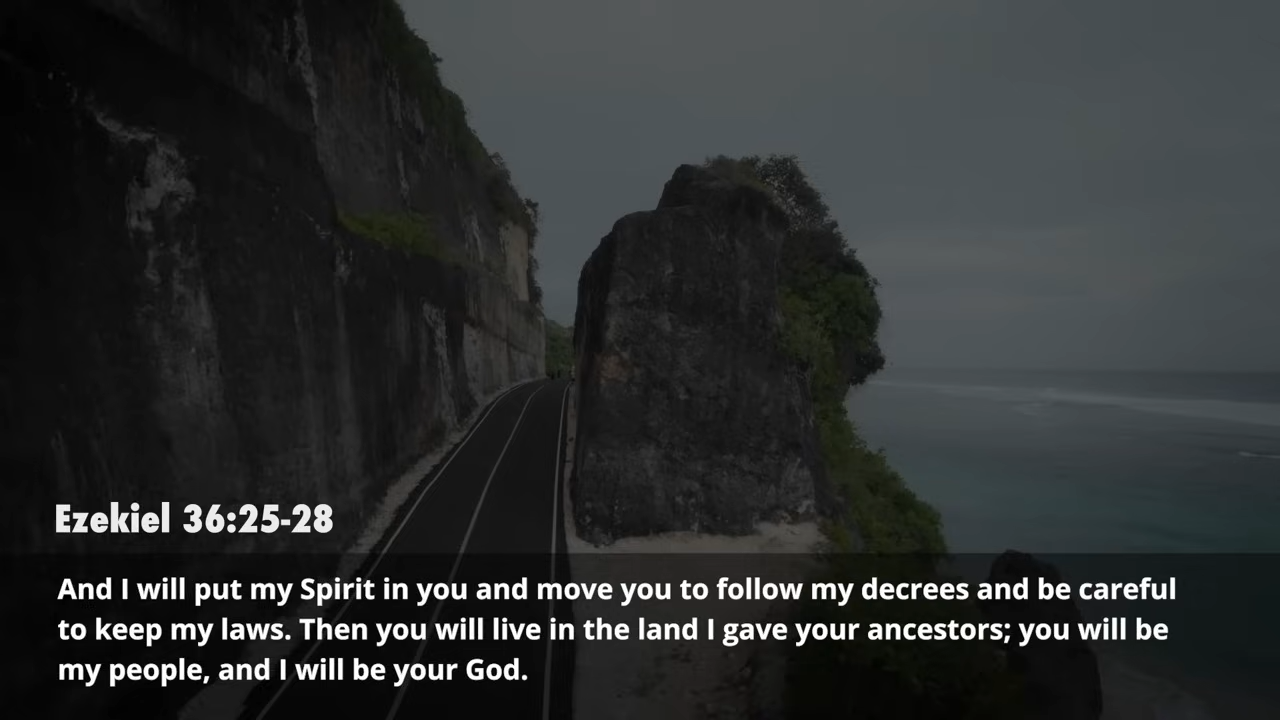 Ezekiel 36:25-28
And I will put my Spirit in you and move you to follow my decrees and be careful
to keep my laws. Then you will live in the land I gave your ancestors; you will be
my people, and I will be your God.